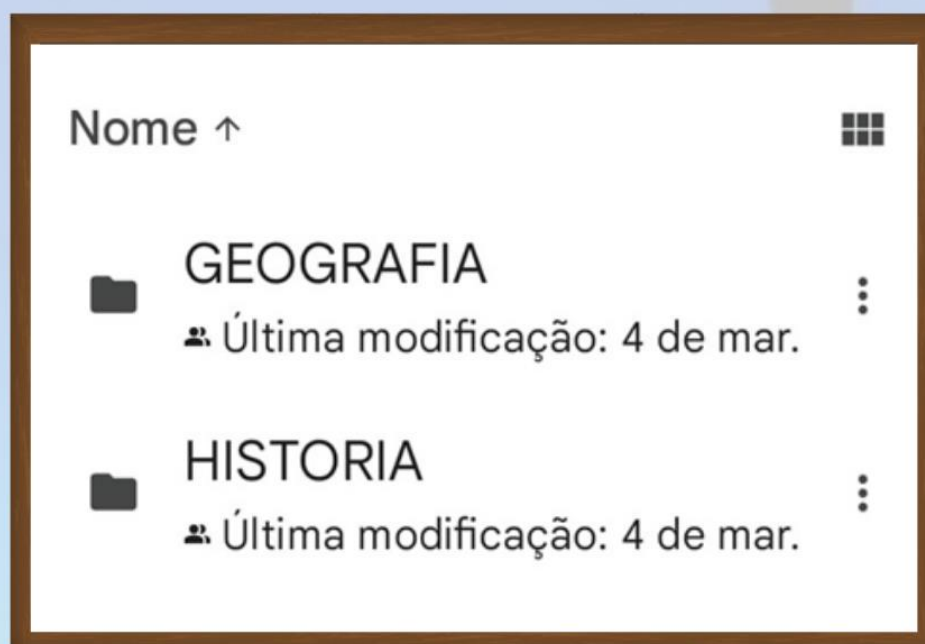 Nome ↑
GEOGRAFIA
Última modificação: 4 de mar.
HISTORIA
Última modificação: 4 de mar.